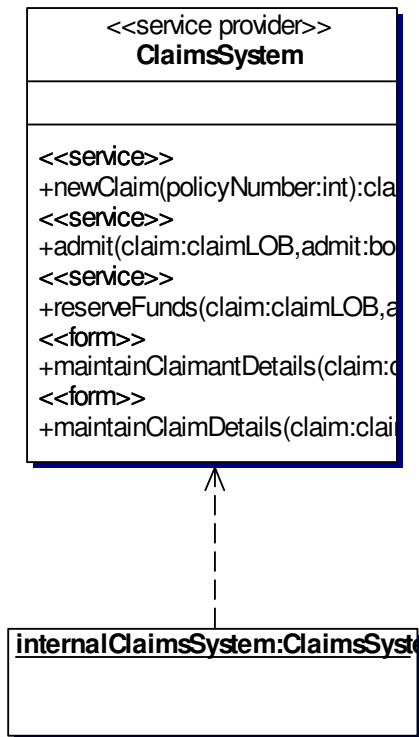 <<service provider>>
ClaimsSystem
<<service>>
+newClaim(policyNumber:int):cla
<<service>>
+admit(claim:claimLOB,admit:bo
<<service>>
+reserveFunds(claim:claimLOB,a
<<form>>
+maintainClaimantDetails(claim:c
<<form>>
+maintainClaimDetails(claim:clai
internalClaimsSystem:ClaimsSyste